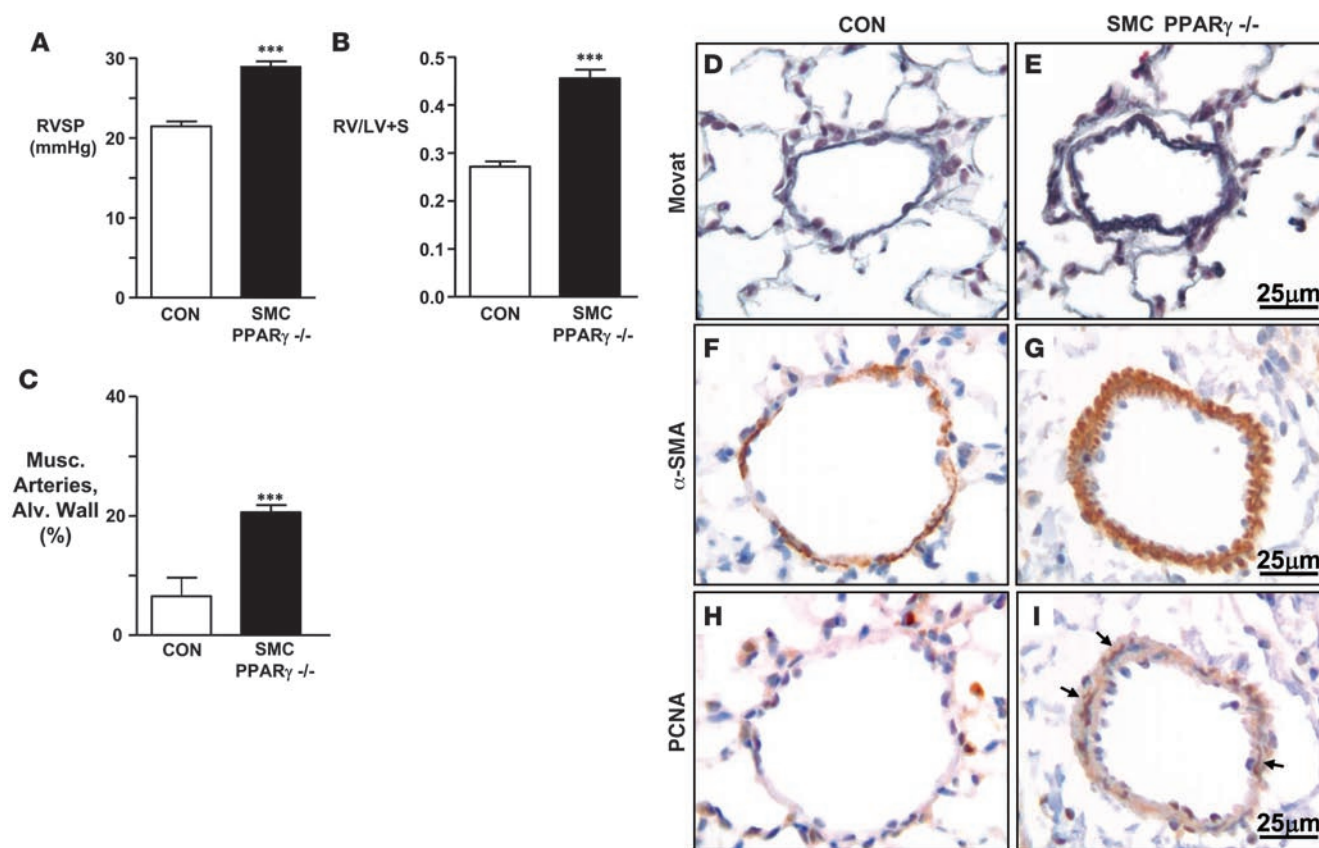 A
RVSP
(mmHg)
30
20
10
0
***
CON
SMC
PPARγ -/-
B
RV/LV+S
0.5
0.4
0.3
0.2
0.1
0.0
***
CON
SMC
PPARγ -/-
C
Musc.
Arteries,
Alv. Wall
(%)
40
20
0
***
CON
SMC
PPARγ -/-
CON
SMC PPARγ -/-
Movat
D
E
25μm
α-SMA
F
G
25μm
PCNA
H
I
25μm